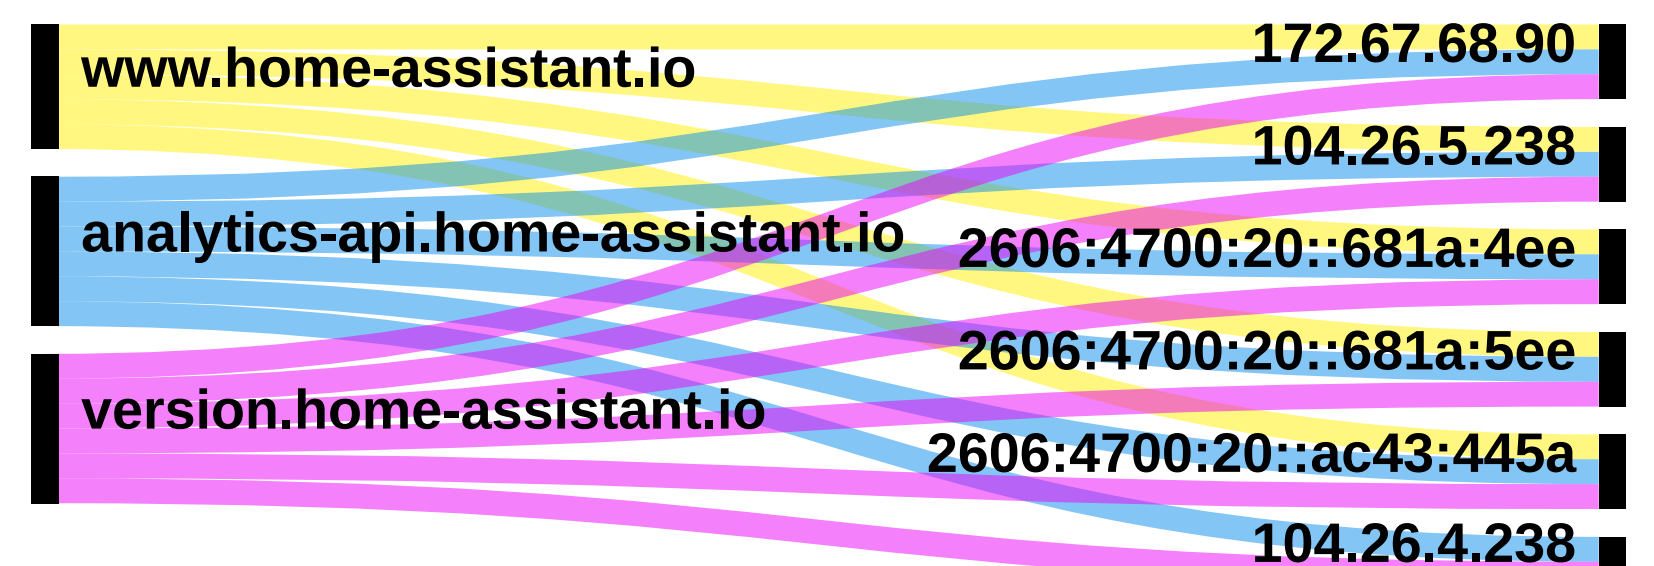 www.home-assistant.io
analytics-api.home-assistant.io
version.home-assistant.io
172.67.68.90
104.26.5.238
2606:4700:20::681a:4ee
2606:4700:20::681a:5ee
2606:4700:20::ac43:445a
104.26.4.238